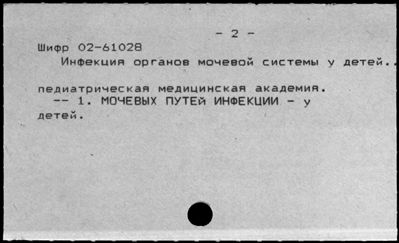 - 2 -
Шифр 02-61028
Инфекция органов мочевой системы у детей..
педиатрическая медицинская академия.
-- 1. МОЧЕВЫХ ПУТЕЙ ИНФЕКЦИИ - у
детей.